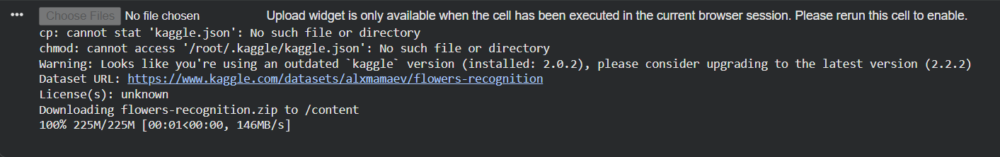 ••• Choose Files No file chosen Upload widget is only available when the cell has been executed in the current browser session. Please rerun this cell to enable.
cp: cannot stat 'kaggle.json': No such file or directory
chmod: cannot access '/root/.kaggle/kaggle.json': No such file or directory
Warning: Looks like you're using an outdated `kaggle` version (installed: 2.0.2), please consider upgrading to the latest version (2.2.2)
Dataset URL: https://www.kaggle.com/datasets/alxmamaev/flowers-recognition
License(s): unknown
Downloading flowers-recognition.zip to /content
100% 225M/225M [00:01<00:00, 146MB/s]